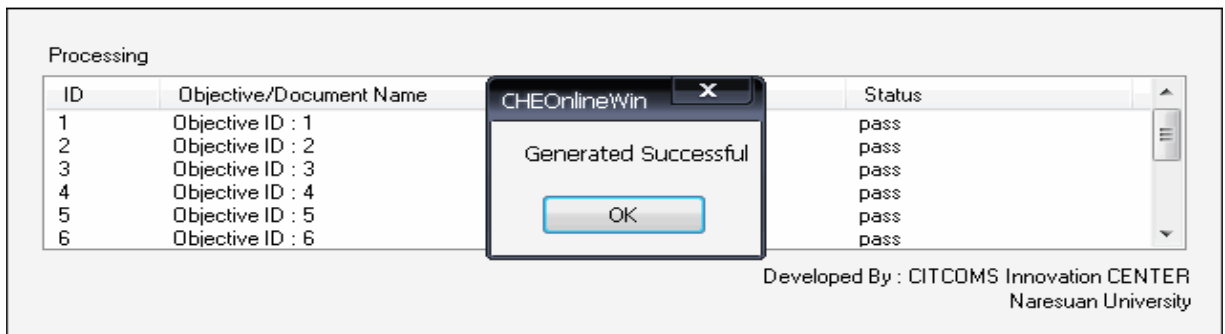 Processing
ID Objective/Document Name Status
1 Objective ID : 1 pass
2 Objective ID : 2 pass
3 Objective ID : 3 pass
4 Objective ID : 4 pass
5 Objective ID : 5 pass
6 Objective ID : 6 pass
CHEOnlineWin x
Generated Successful
OK
Developed By : CITCOMS Innovation CENTER
Naresuan University